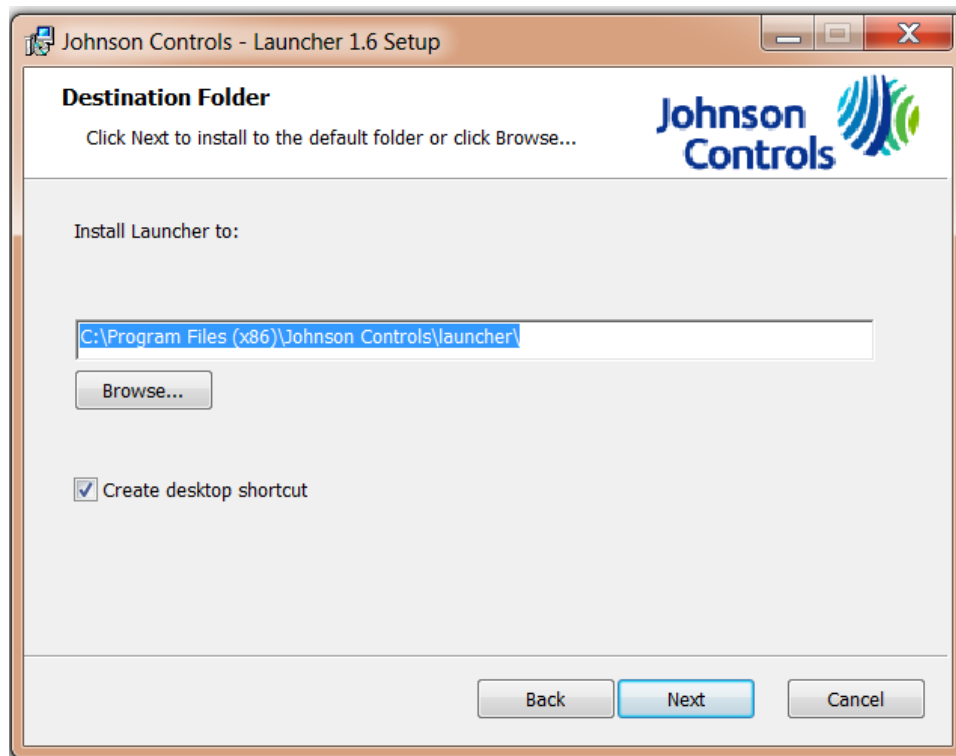 Johnson Controls - Launcher 1.6 Setup
Destination Folder
Click Next to install to the default folder or click Browse...
Johnson
Controls
Install Launcher to:
C:\Program Files (x86)\Johnson Controls\launcher\
Browse...
Create desktop shortcut
Back Next Cancel